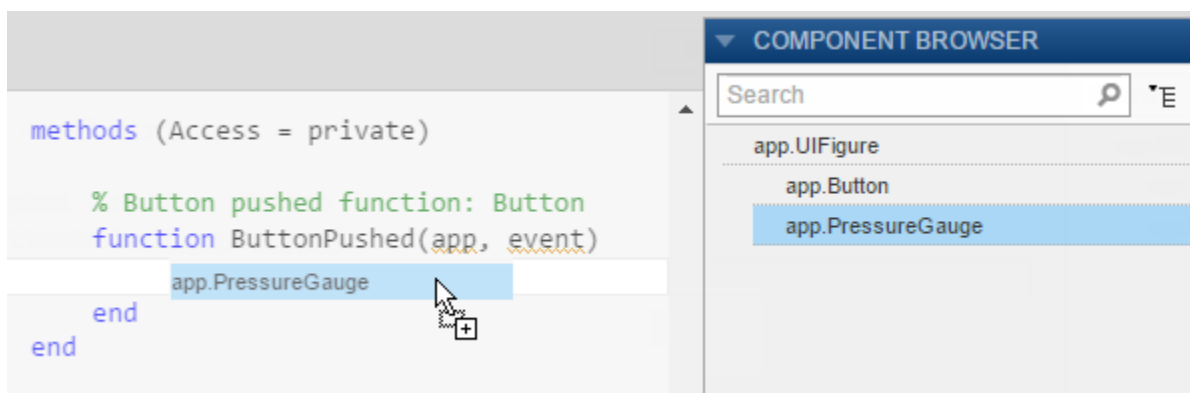 methods (Access = private)
% Button pushed function: Button
function ButtonPushed(app, event)
app.PressureGauge
end
end
COMPONENT BROWSER
Search
app.UIFigure
app.Button
app.PressureGauge